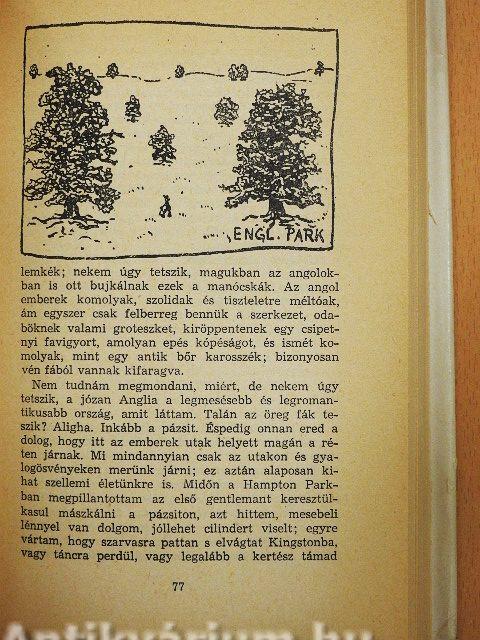 ENGL. PARK
lemkék; nekem úgy tetszik, magukban az angolok-
ban is ott bujkálnak ezek a manócskák. Az angol
emberek komolyak, szolidak és tiszteletre méltóak,
ám egyszer csak felberreg bennük a szerkezet, oda-
böknek valami groteszket, kiröppentenek egy csipet-
nyi favigyort, amolyan epés kópéságot, és ismét ko-
molyak, mint egy antik bőr karosszék; bizonyosan
vén fából vannak kifaragva.
Nem tudnám megmondani, miért, de nekem úgy
tetszik, a józan Anglia a legmesésebb és legroman-
tikusabb ország, amit láttam. Talán az öreg fák te-
szik? Aligha. Inkább a pázsit. Éspedig onnan ered a
dolog, hogy itt az emberek utak helyett magán a ré-
ten járnak. Mi mindannyian csak az utakon és gya-
logösvényeken merünk járni; ez aztán alaposan ki-
hat szellemi életünkre is. Midőn a Hampton Park-
ban megpillantottam az első gentlemant keresztül-
kasul mászkálni a pázsiton, azt hittem, mesebeli
lénnyel van dolgom, jóllehet cilindert viselt; egyre
vártam, hogy szarvasra pattan s elvágtat Kingstonba,
vagy táncra perdül, vagy legalább a kertész támad
77
Antikvárium.hu